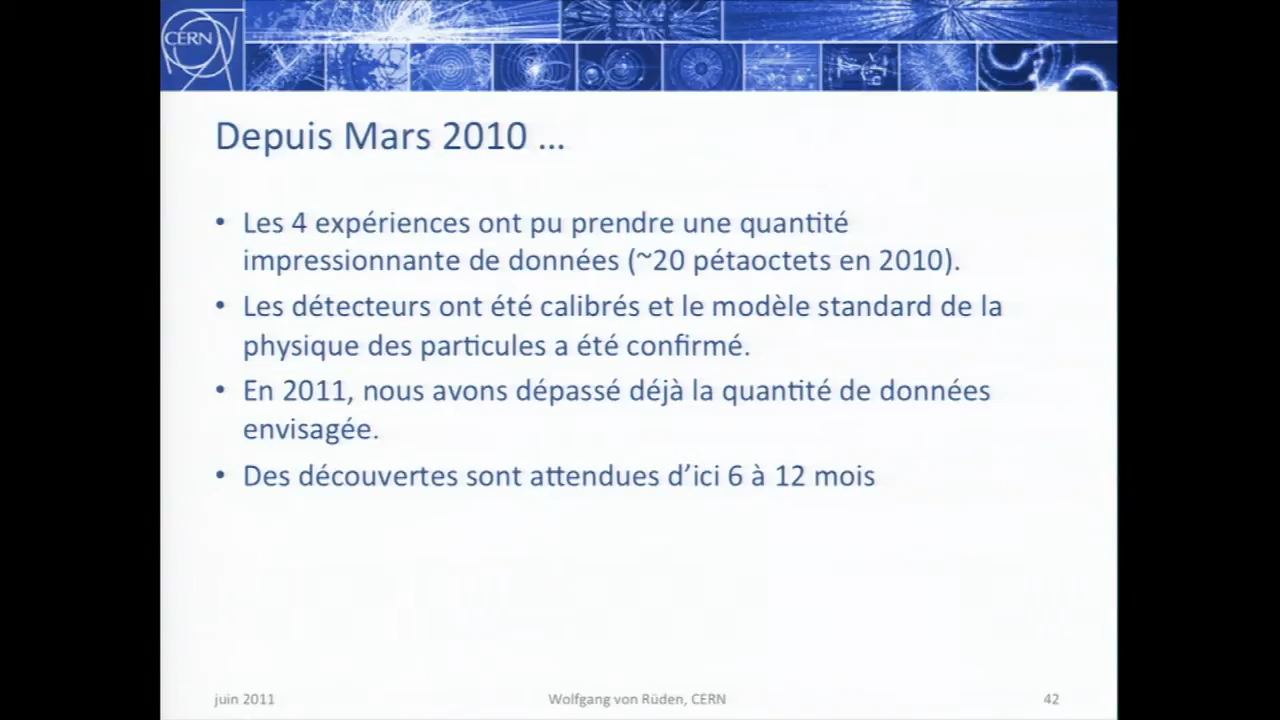 CERN
Depuis Mars 2010 ...
• Les 4 expériences ont pu prendre une quantité
impressionnante de données (~20 pétaoctets en 2010).
• Les détecteurs ont été calibrés et le modèle standard de la
physique des particules a été confirmé.
• En 2011, nous avons dépassé déjà la quantité de données
envisagée.
• Des découvertes sont attendues d’ici 6 à 12 mois
juin 2011
Wolfgang von Rüden, CERN
42